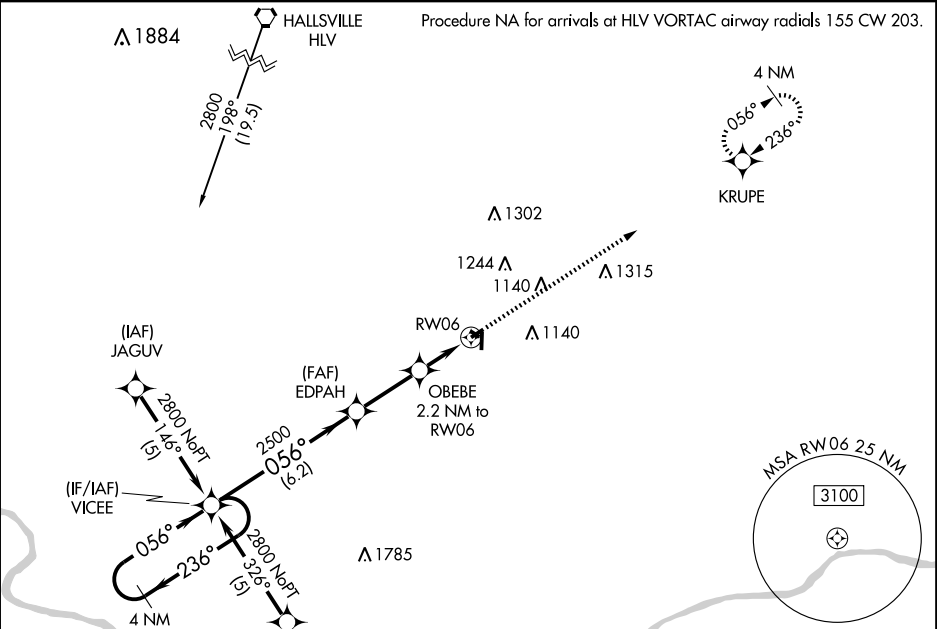 Procedure NA for arrivals at HLV VORTAC airway radials 155 CW 203.
1884
HALLSVILLE
HLV
2800
198°
(19.5)
4 NM
056°
236°
KRUPE
1302
1244
1140
1315
RW06
1140
(IAF)
JAGUV
2800 NoPT
146°
(5)
(FAF)
EDPAH
OBEBE
2.2 NM to
RW06
2500
056°
(6.2)
(IF/IAF)
VICEE
056°
236°
4 NM
2800 NoPT
326°
(5)
1785
MSA RW06 25 NM
3100